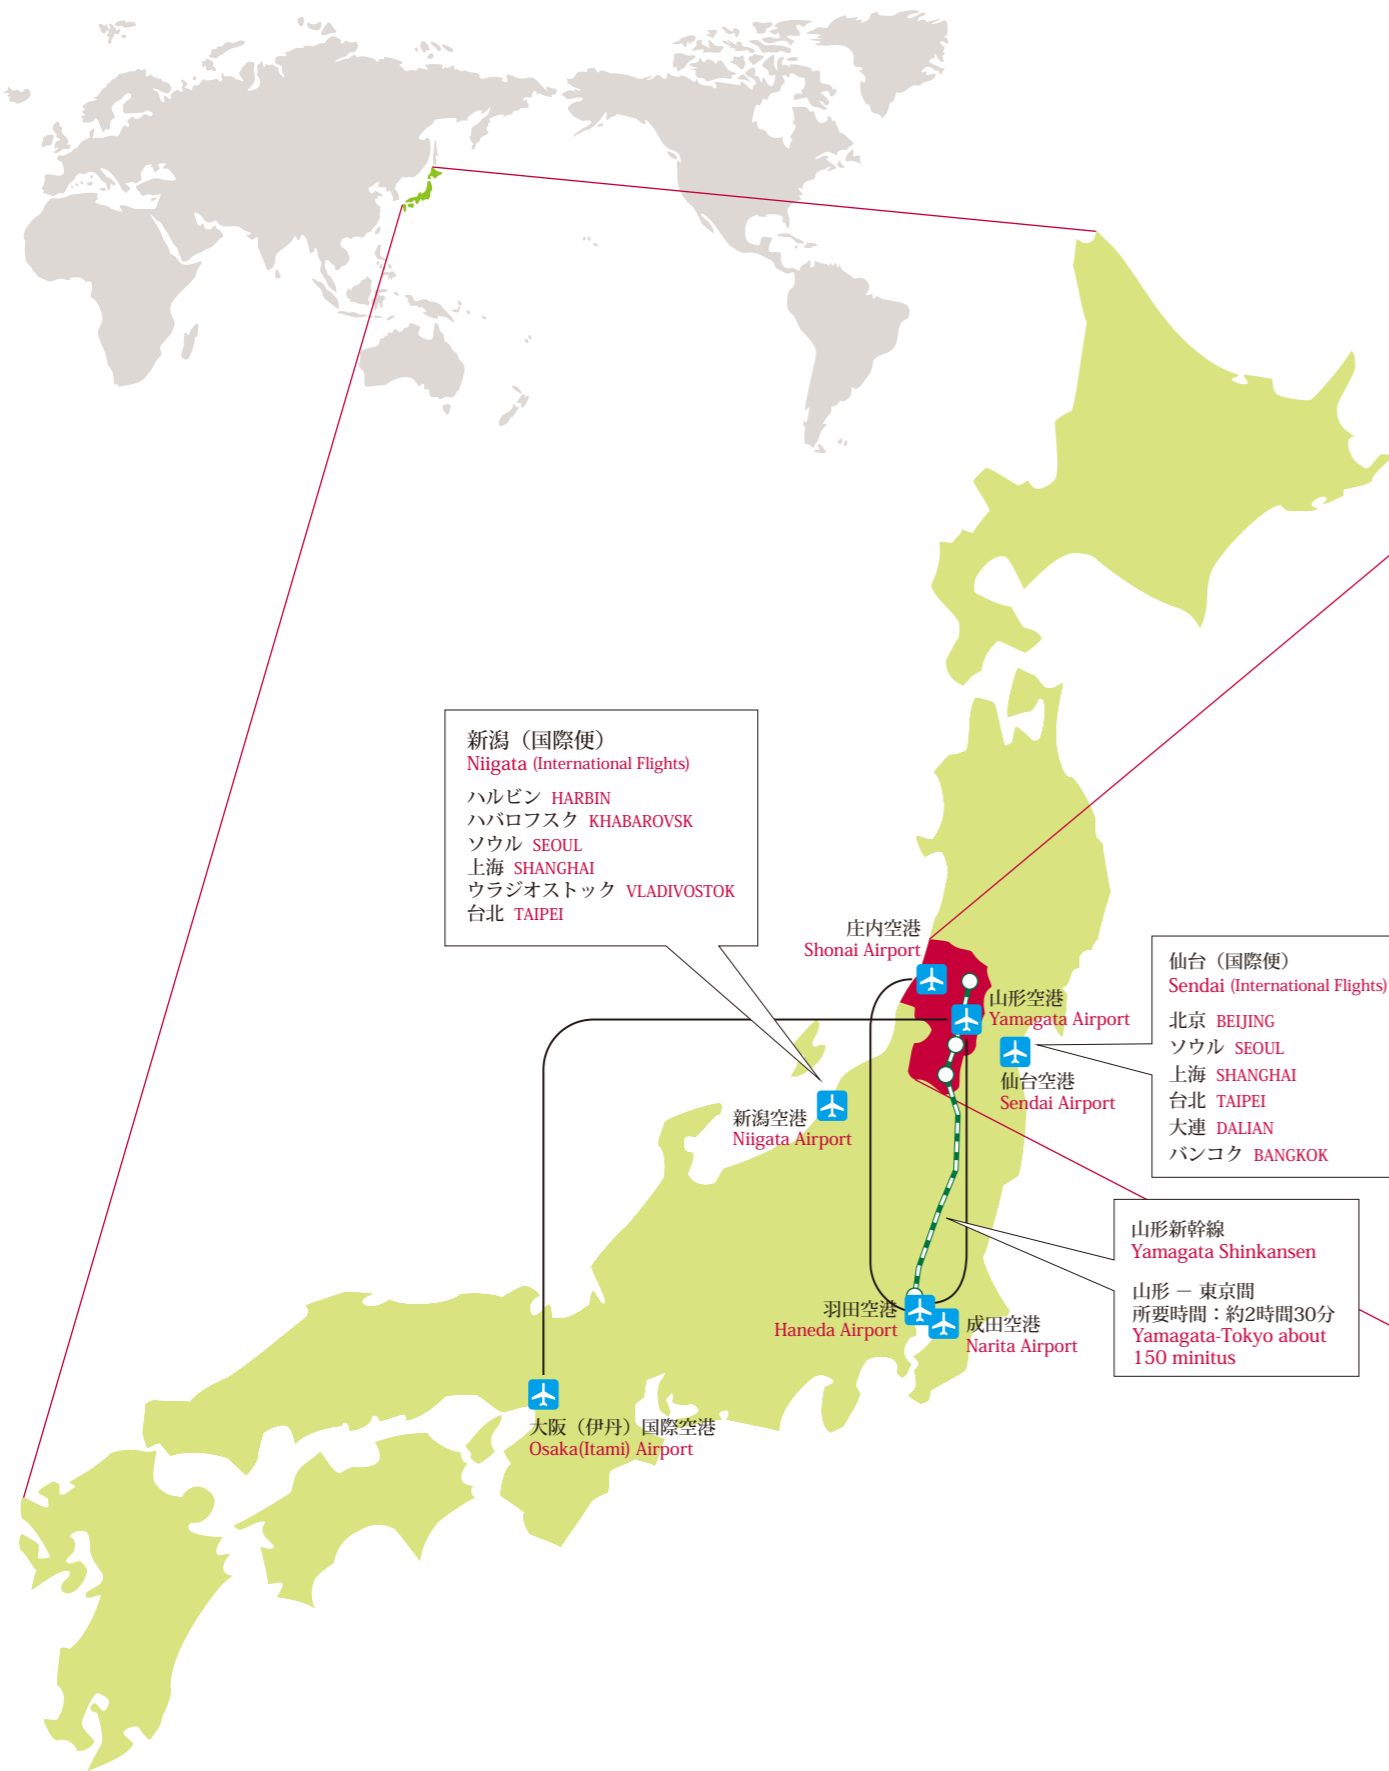 新潟（国際便）
Niigata (International Flights)
ハルビン HARBIN
ハバロフスク KHABAROVSK
ソウル SEOUL
上海 SHANGHAI
ウラジオストック VLADIVOSTOK
台北 TAIPEI
庄内空港
Shonai Airport
山形空港
Yamagata Airport
仙台（国際便）
Sendai (International Flights)
北京 BEIJING
ソウル SEOUL
上海 SHANGHAI
台北 TAIPEI
大連 DALIAN
バンコク BANGKOK
仙台空港
Sendai Airport
新潟空港
Niigata Airport
山形新幹線
Yamagata Shinkansen
山形 － 東京間
所要時間：約2時間30分
Yamagata-Tokyo about
150 minitus
羽田空港
Haneda Airport
成田空港
Narita Airport
大阪（伊丹）国際空港
Osaka(Itami) Airport